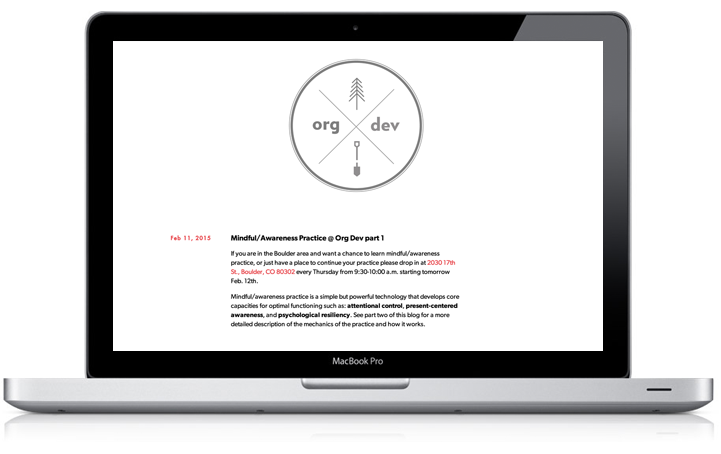 org dev
Feb 11, 2015
Mindful/Awareness Practice @ Org Dev part 1
If you are in the Boulder area and want a chance to learn mindful/awareness
practice, or just have a place to continue your practice please drop in at 2030 17th
St., Boulder, CO 80302 every Thursday from 9:30-10:00 a.m. starting tomorrow
Feb. 12th.
Mindful/awareness practice is a simple but powerful technology that develops core
capacities for optimal functioning such as: attentional control, present-centered
awareness, and psychological resiliency. See part two of this blog for a more
detailed description of the mechanics of the practice and how it works.
MacBook Pro